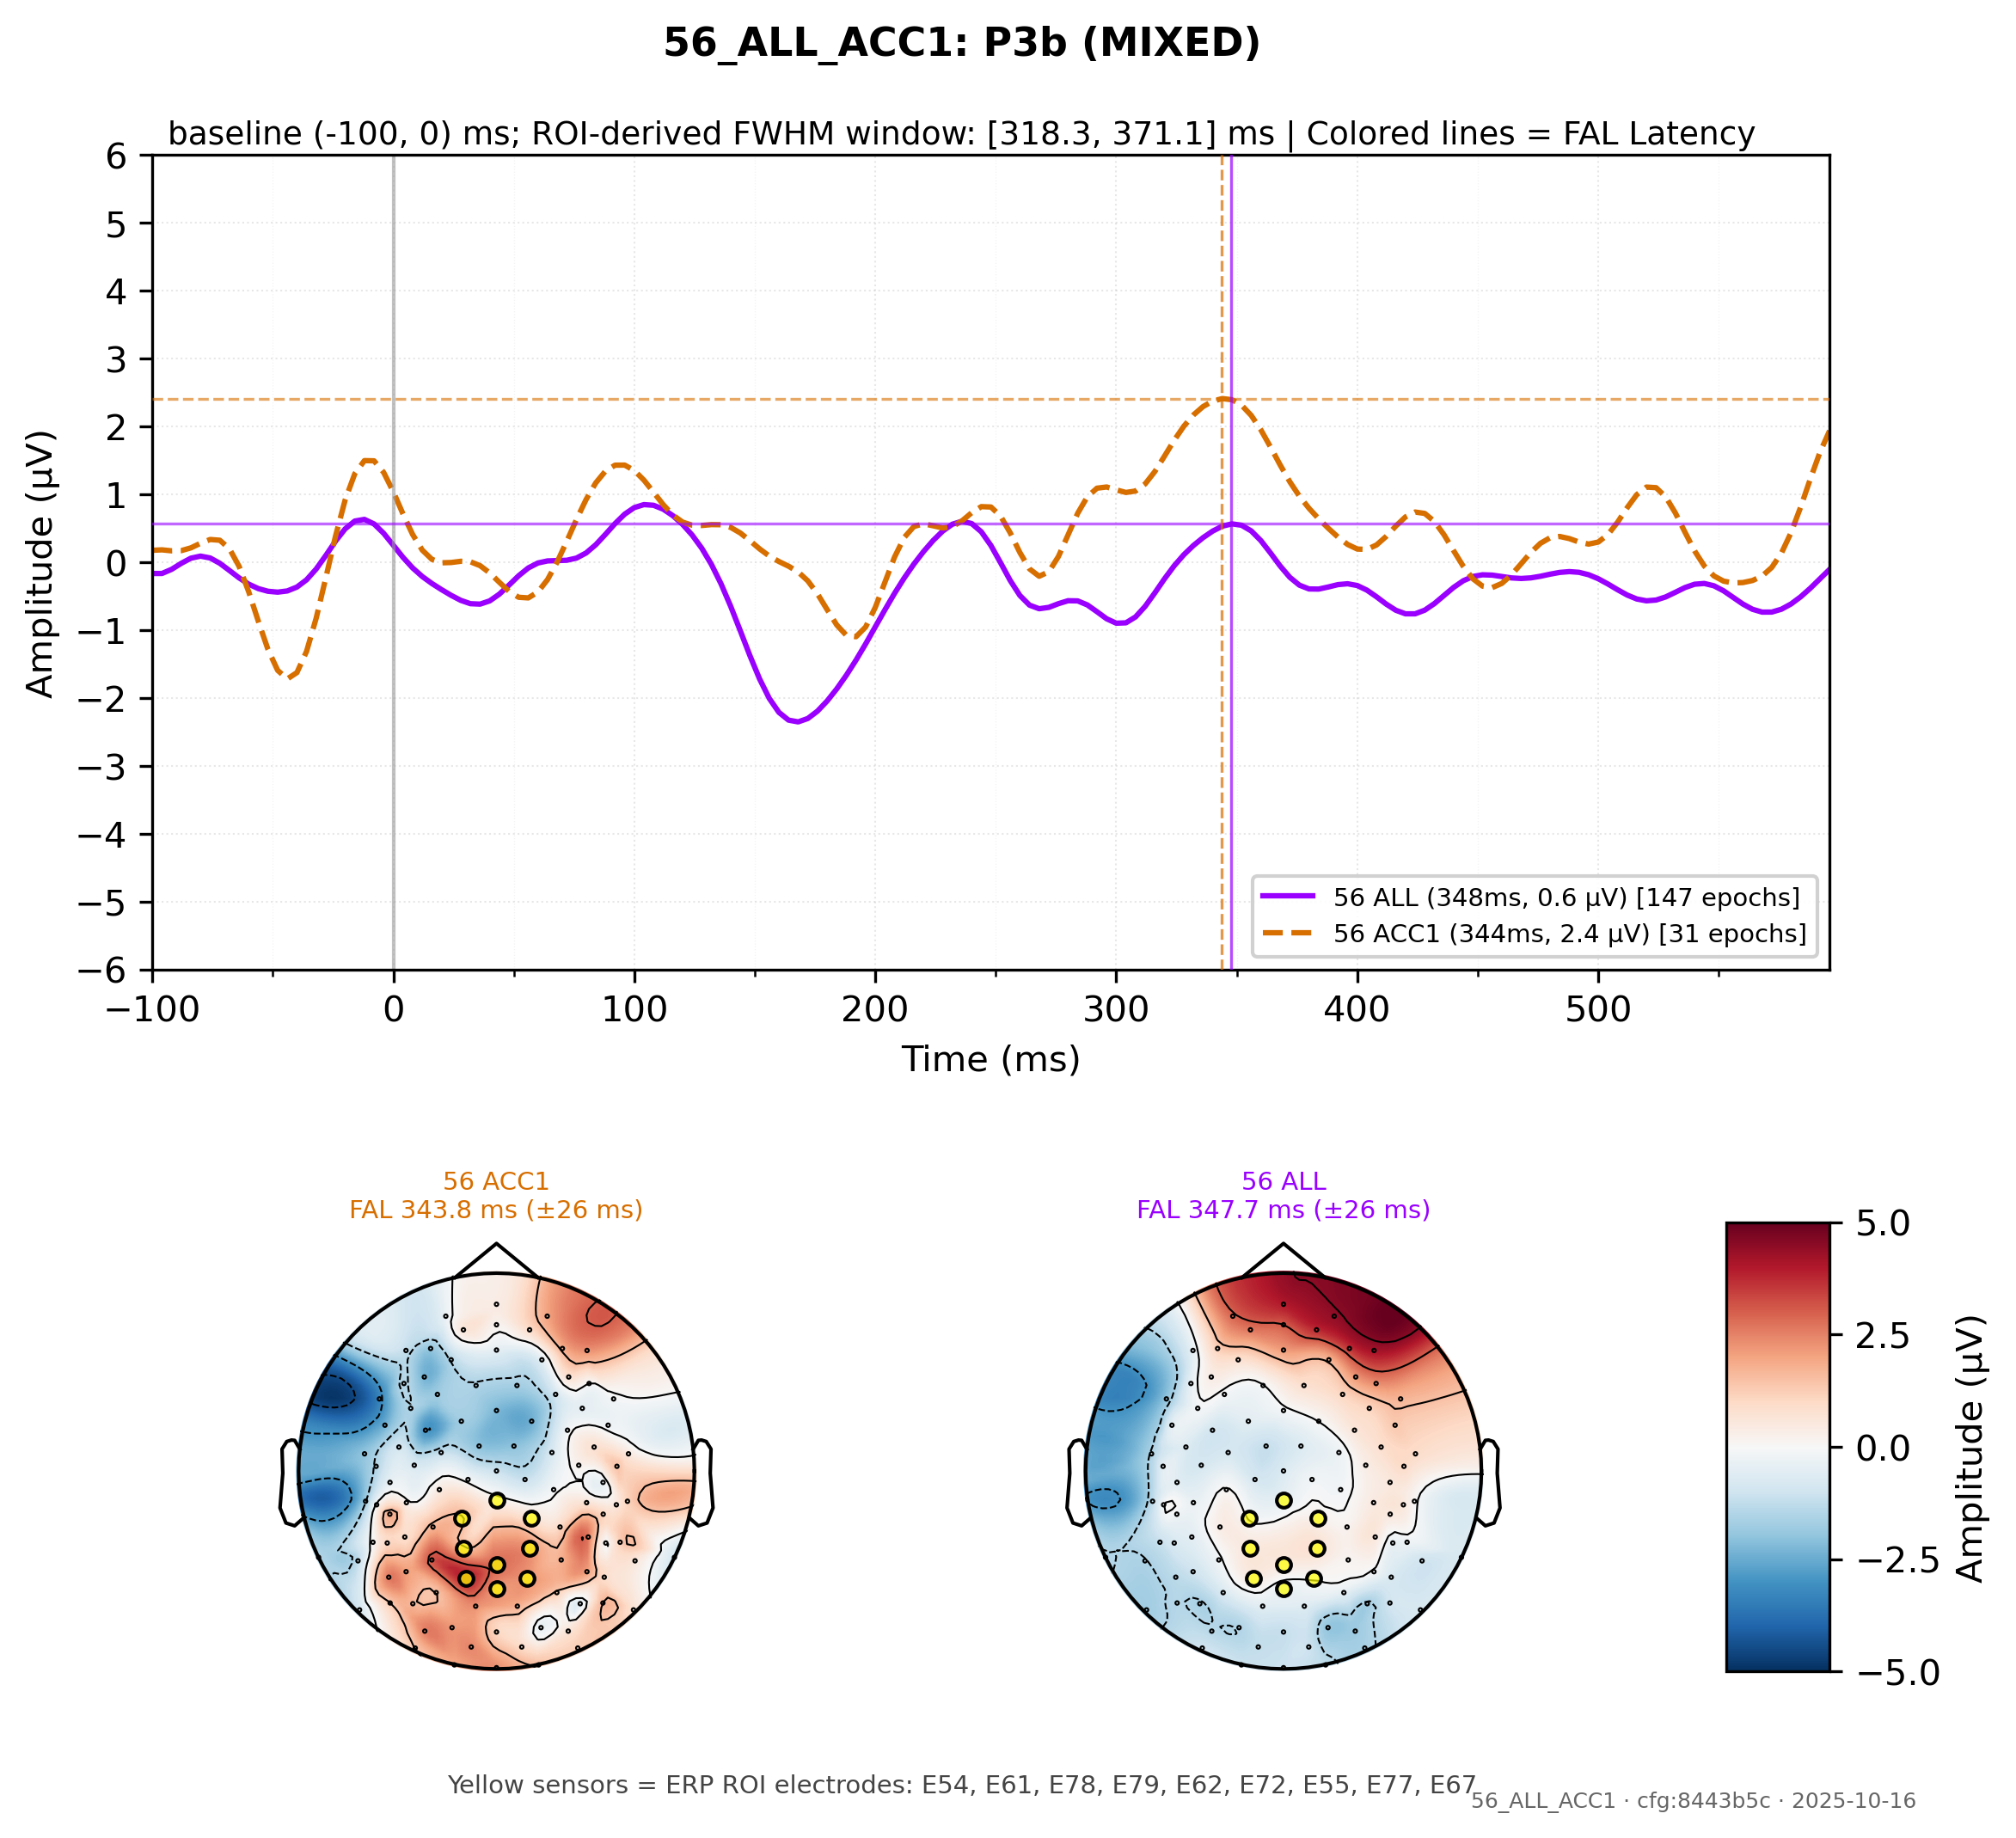 56_ALL_ACC1: P3b (MIXED)
baseline (-100, 0) ms; ROI-derived FWHM window: [318.3, 371.1] ms | Colored lines = FAL Latency
6
5
4
3
2
1
0
−1
−2
−3
−4
−5
−6
Amplitude (µV)
56 ALL (348ms, 0.6 µV) [147 epochs]
56 ACC1 (344ms, 2.4 µV) [31 epochs]
−100 0 100 200 300 400 500
Time (ms)
56 ACC1
FAL 343.8 ms (±26 ms)
56 ALL
FAL 347.7 ms (±26 ms)
5.0
2.5
0.0
−2.5
−5.0
Amplitude (µV)
Yellow sensors = ERP ROI electrodes: E54, E61, E78, E79, E62, E72, E55, E77, E67
56_ALL_ACC1 · cfg:8443b5c · 2025-10-16